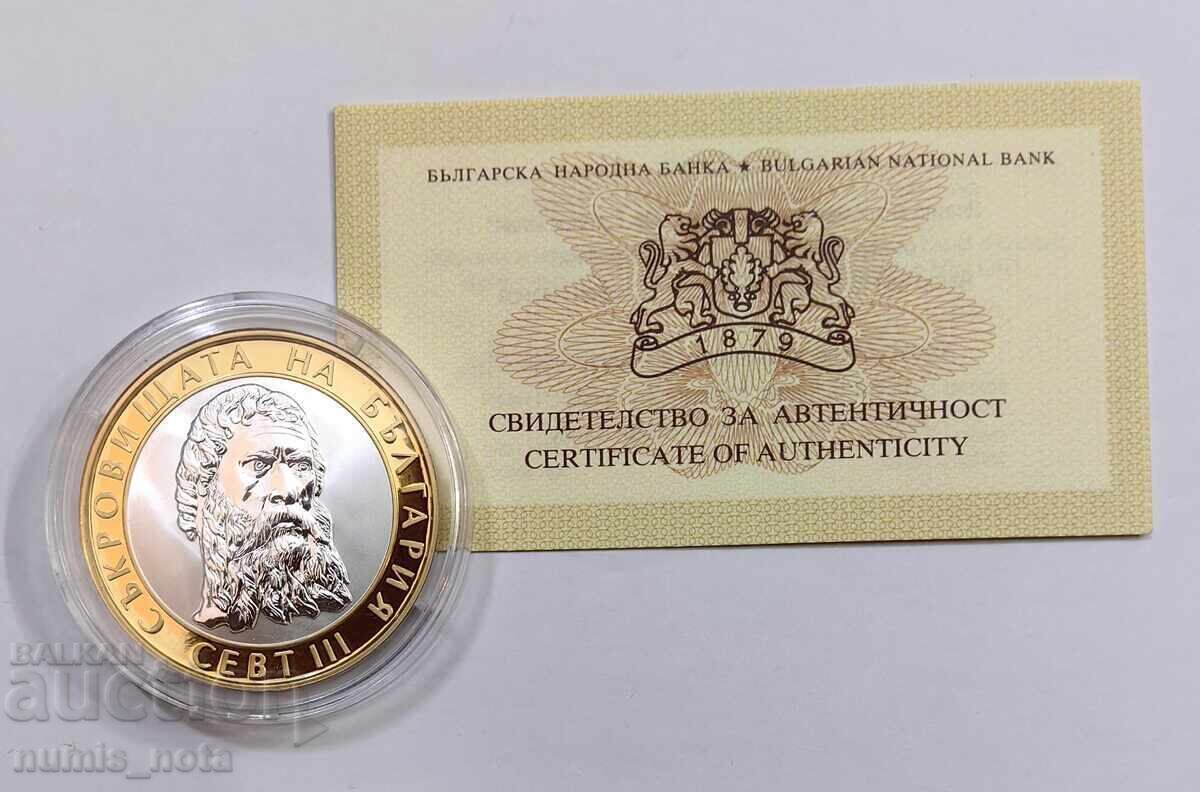 БЪЛГАРСКА НАРОДНА БАНКА ★ BULGARIAN NATIONAL BANK
1879
СВИДЕТЕЛСТВО ЗА АВТЕНТИЧНОСТ
CERTIFICATE OF AUTHENTICITY
СЪКРОВИЩАТА НА БЪЛГАРИЯ
СЕВТ III
BALKAN
auction
numis_nota